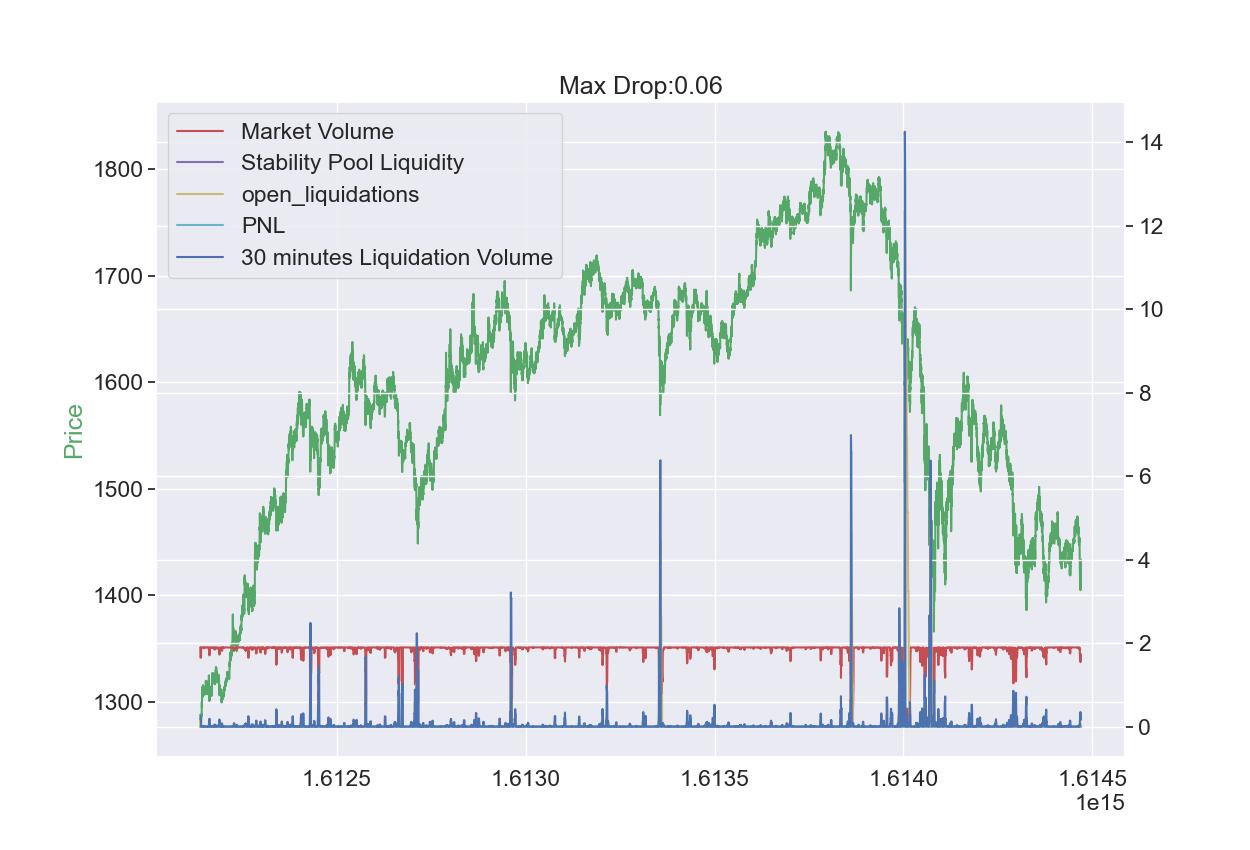 Max Drop:0.06
Market Volume
Stability Pool Liquidity
open_liquidations
PNL
30 minutes Liquidation Volume
Price
1800
1700
1600
1500
1400
1300
14
12
10
8
6
4
2
0
1.6125
1.6130
1.6135
1.6140
1.6145
1e15